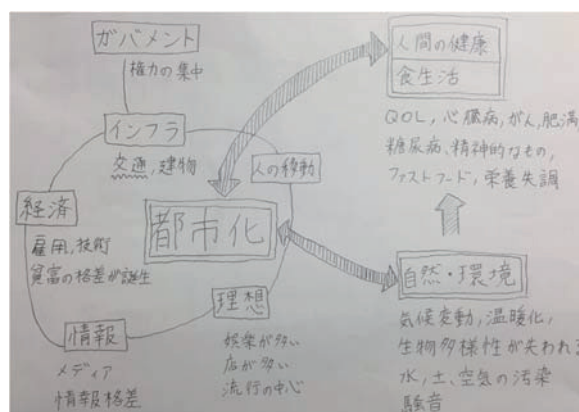 ガバメント
権力の集中
インフラ
交通,建物
人の移動
経済
雇用,技術
貧富の格差が誕生
都市化
理想
娯楽が多い
店が多い
流行の中心
情報
メディア
情報格差
人間の健康
食生活
QOL,心臓病,がん,肥満
糖尿病、精神的なもの,
ファストフード,栄養失調
自然・環境
気候変動,温暖化,
生物多様性が失われる
水,土、空気の汚染
騒音